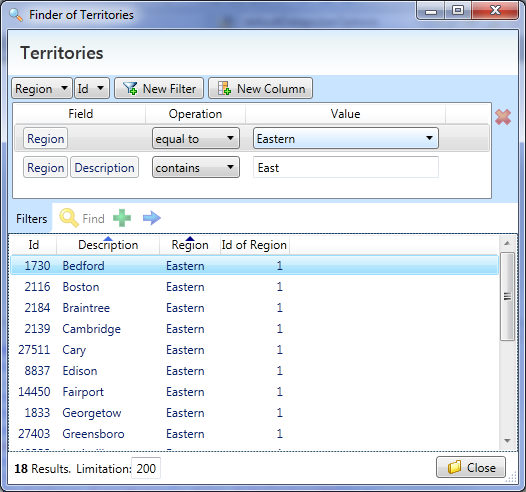 Finder of Territories
Territories
Region Id New Filter New Column
Field Operation Value
Region equal to Eastern
Region Description contains East
Filters Find
Id Description Region Id of Region
1730 Bedford Eastern 1
2116 Boston Eastern 1
2184 Braintree Eastern 1
2139 Cambridge Eastern 1
27511 Cary Eastern 1
8837 Edison Eastern 1
14450 Fairport Eastern 1
1833 Georgetow Eastern 1
27403 Greensboro Eastern 1
18 Results. Limitation: 200 Close